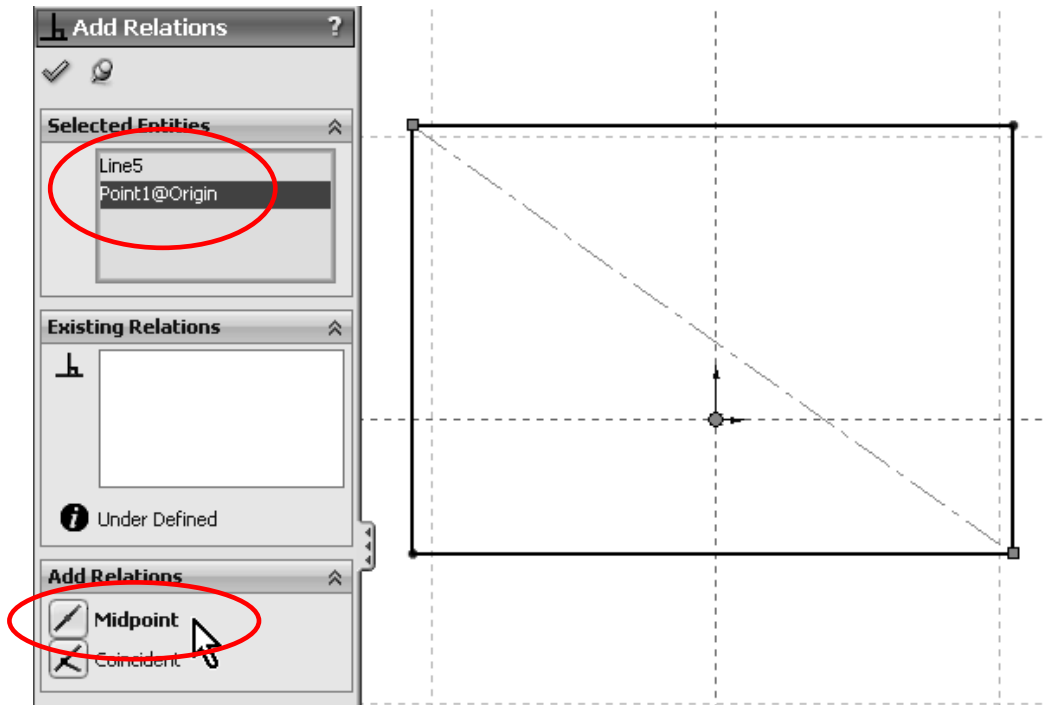 Add Relations ?
Selected Entities
Line5
Point1@Origin
Existing Relations
Under Defined
Add Relations
Midpoint
Coincident